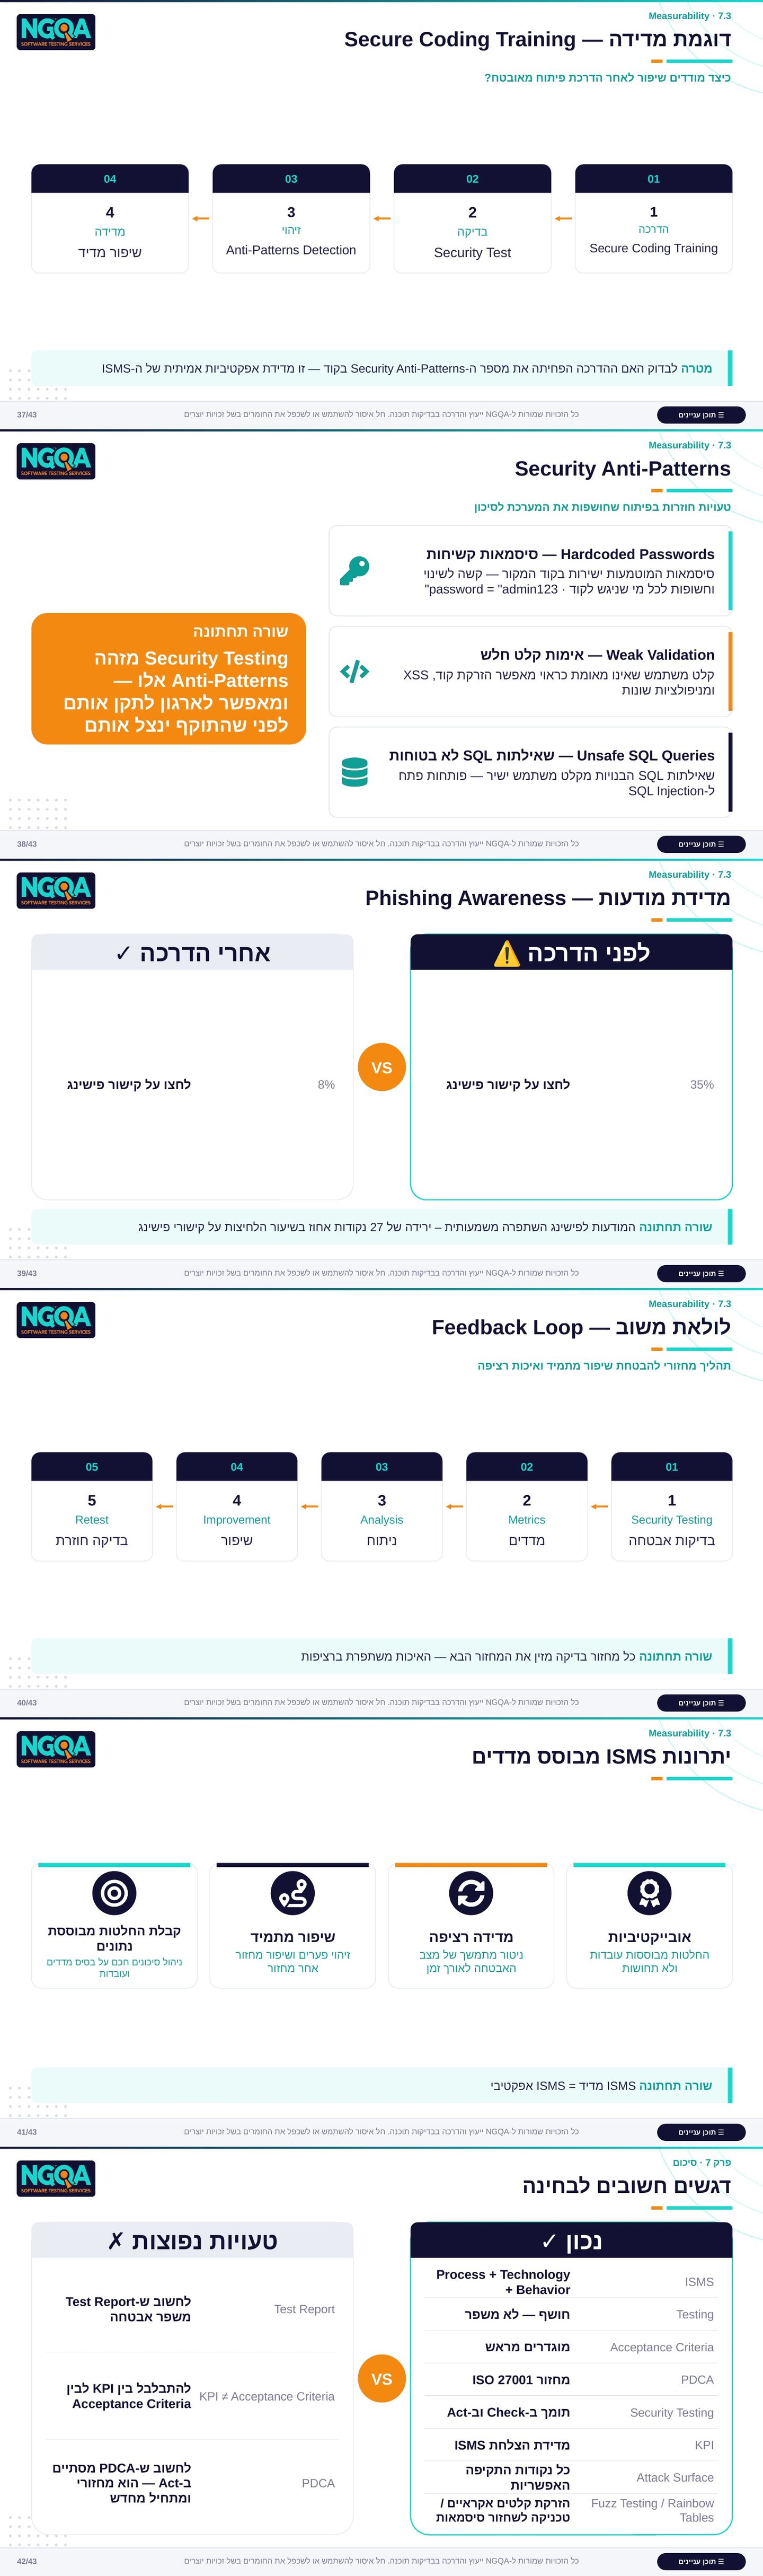 Measurability · 7.3
NGQA
SOFTWARE TESTING SERVICES
דוגמת מדידה — Secure Coding Training
כיצד מודדים שיפור לאחר הדרכת פיתוח מאובטח?
01
1
הדרכה
Secure Coding Training
02
2
בדיקה
Security Test
03
3
זיהוי
Anti-Patterns Detection
04
4
מדידה
שיפור מדיד
מטרה לבדוק האם ההדרכה הפחיתה את מספר ה-Security Anti-Patterns בקוד — זו מדידת אפקטיביות אמיתית של ה-ISMS
☰ תוכן עניינים
כל הזכויות שמורות ל-NGQA ייעוץ והדרכה בבדיקות תוכנה. חל איסור להשתמש או לשכפל את החומרים בשל זכויות יוצרים
37/43
Measurability · 7.3
NGQA
SOFTWARE TESTING SERVICES
Security Anti-Patterns
טעויות חוזרות בפיתוח שחושפות את המערכת לסיכון
Hardcoded Passwords — סיסמאות קשיחות
סיסמאות המוטמעות ישירות בקוד המקור — קשה לשינוי
וחשופות לכל מי שניגש לקוד · password = "admin123"
Weak Validation — אימות קלט חלש
קלט משתמש שאינו מאומת כראוי מאפשר הזרקת קוד, XSS
ומניפולציות שונות
Unsafe SQL Queries — שאילתות SQL לא בטוחות
שאילתות SQL הבנויות מקלט משתמש ישיר — פותחות פתח
ל-SQL Injection
שורה תחתונה
Security Testing מזהה
Anti-Patterns אלו —
ומאפשר לארגון לתקן אותם
לפני שהתוקף ינצל אותם
☰ תוכן עניינים
כל הזכויות שמורות ל-NGQA ייעוץ והדרכה בבדיקות תוכנה. חל איסור להשתמש או לשכפל את החומרים בשל זכויות יוצרים
38/43
Measurability · 7.3
NGQA
SOFTWARE TESTING SERVICES
מדידת מודעות — Phishing Awareness
לפני הדרכה ⚠️
35%
לחצו על קישור פישינג
VS
אחרי הדרכה ✓
8%
לחצו על קישור פישינג
שורה תחתונה המודעות לפישינג השתפרה משמעותית – ירידה של 27 נקודות אחוז בשיעור הלחיצות על קישורי פישינג
☰ תוכן עניינים
כל הזכויות שמורות ל-NGQA ייעוץ והדרכה בבדיקות תוכנה. חל איסור להשתמש או לשכפל את החומרים בשל זכויות יוצרים
39/43
Measurability · 7.3
NGQA
SOFTWARE TESTING SERVICES
לולאת משוב — Feedback Loop
תהליך מחזורי להבטחת שיפור מתמיד ואיכות רציפה
01
1
Security Testing
בדיקות אבטחה
02
2
Metrics
מדדים
03
3
Analysis
ניתוח
04
4
Improvement
שיפור
05
5
Retest
בדיקה חוזרת
שורה תחתונה כל מחזור בדיקה מזין את המחזור הבא — האיכות משתפרת ברציפות
☰ תוכן עניינים
כל הזכויות שמורות ל-NGQA ייעוץ והדרכה בבדיקות תוכנה. חל איסור להשתמש או לשכפל את החומרים בשל זכויות יוצרים
40/43
Measurability · 7.3
NGQA
SOFTWARE TESTING SERVICES
יתרונות ISMS מבוסס מדדים
אובייקטיביות
החלטות מבוססות עובדות
ולא תחושות
מדידה רציפה
ניטור מתמשך של מצב
האבטחה לאורך זמן
שיפור מתמיד
זיהוי פערים ושיפור מחזור
אחר מחזור
קבלת החלטות מבוססת
נתונים
ניהול סיכונים חכם על בסיס מדדים
ועובדות
שורה תחתונה ISMS מדיד = ISMS אפקטיבי
☰ תוכן עניינים
כל הזכויות שמורות ל-NGQA ייעוץ והדרכה בבדיקות תוכנה. חל איסור להשתמש או לשכפל את החומרים בשל זכויות יוצרים
41/43
פרק 7 · סיכום
NGQA
SOFTWARE TESTING SERVICES
דגשים חשובים לבחינה
נכון ✓
ISMS
Process + Technology
+ Behavior
Testing
חושף — לא משפר
Acceptance Criteria
מוגדרים מראש
PDCA
מחזור ISO 27001
Security Testing
תומך ב-Check וב-Act
KPI
מדידת הצלחת ISMS
Attack Surface
כל נקודות התקיפה
האפשריות
Fuzz Testing / Rainbow
Tables
הזרקת קלטים אקראיים /
טכניקה לשחזור סיסמאות
VS
טעויות נפוצות ✗
Test Report
לחשוב ש-Test Report
משפר אבטחה
KPI ≠ Acceptance Criteria
להתבלבל בין KPI לבין
Acceptance Criteria
PDCA
לחשוב ש-PDCA מסתיים
ב-Act — הוא מחזורי
ומתחיל מחדש
☰ תוכן עניינים
כל הזכויות שמורות ל-NGQA ייעוץ והדרכה בבדיקות תוכנה. חל איסור להשתמש או לשכפל את החומרים בשל זכויות יוצרים
42/43